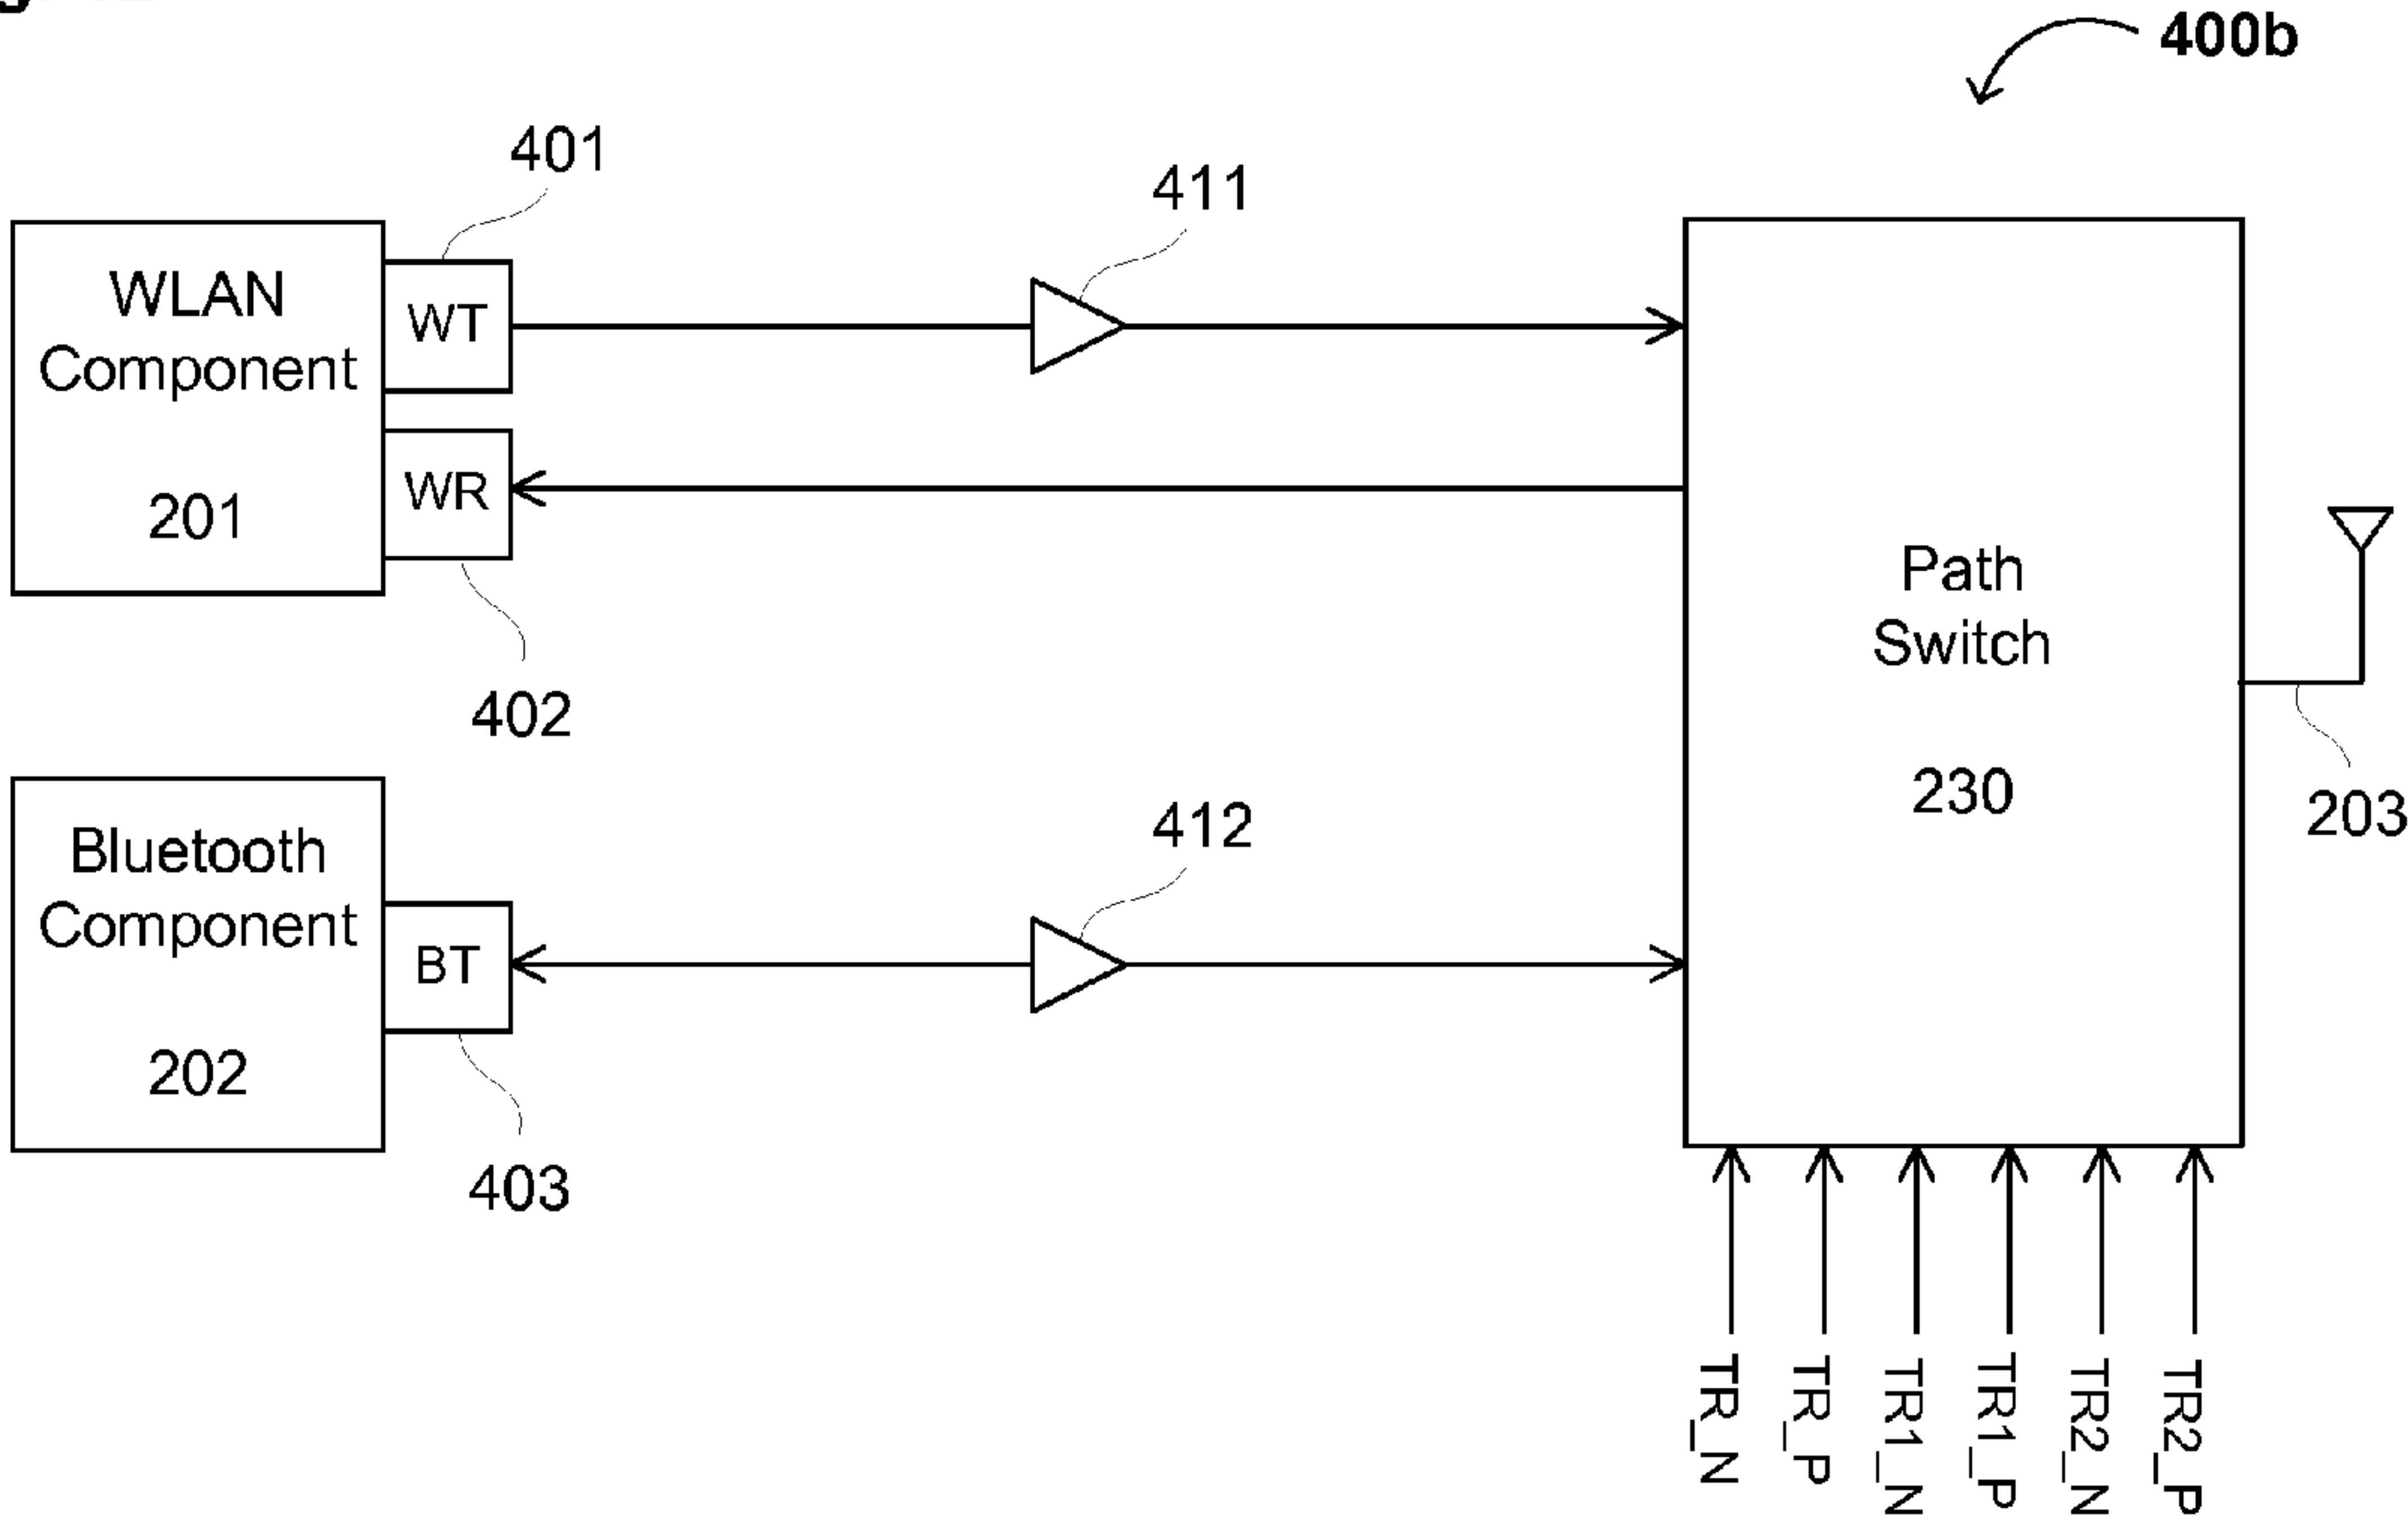 400b
401
411
WLAN
Component
201
WT
WR
402
Path
Switch
230
203
Bluetooth
Component
202
BT
412
403
TR_N
TR_P
TR1_N
TR1_P
TR2_N
TR2_P